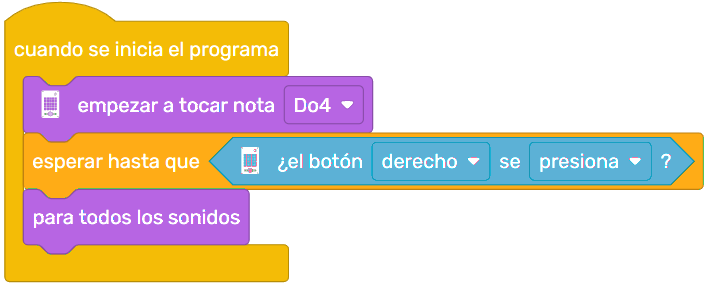 cuando se inicia el programa
empezar a tocar nota Do4
esperar hasta que ¿el botón derecho se presiona ?
para todos los sonidos